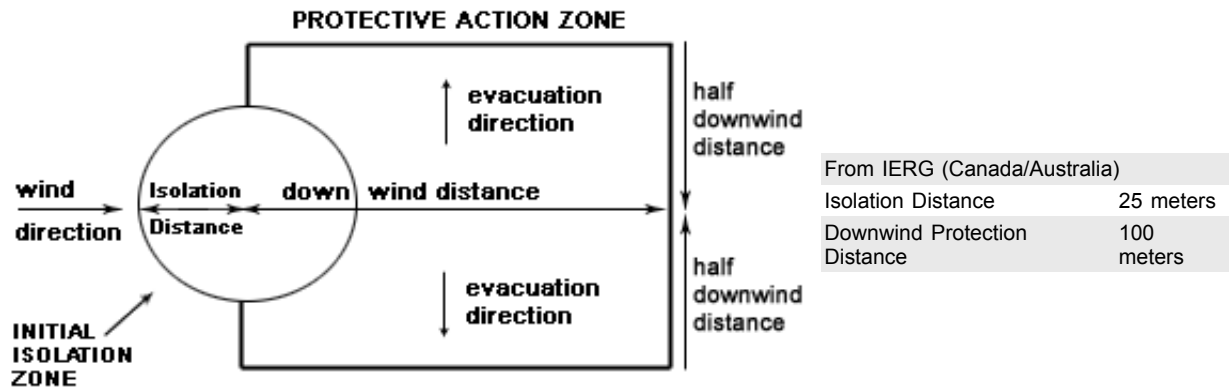 PROTECTIVE ACTION ZONE
evacuation
direction
half
downwind
distance
wind
direction
Isolation
Distance
down wind distance
evacuation
direction
half
downwind
distance
INITIAL
ISOLATION
ZONE
From IERG (Canada/Australia)
Isolation Distance 25 meters
Downwind Protection 100
Distance meters